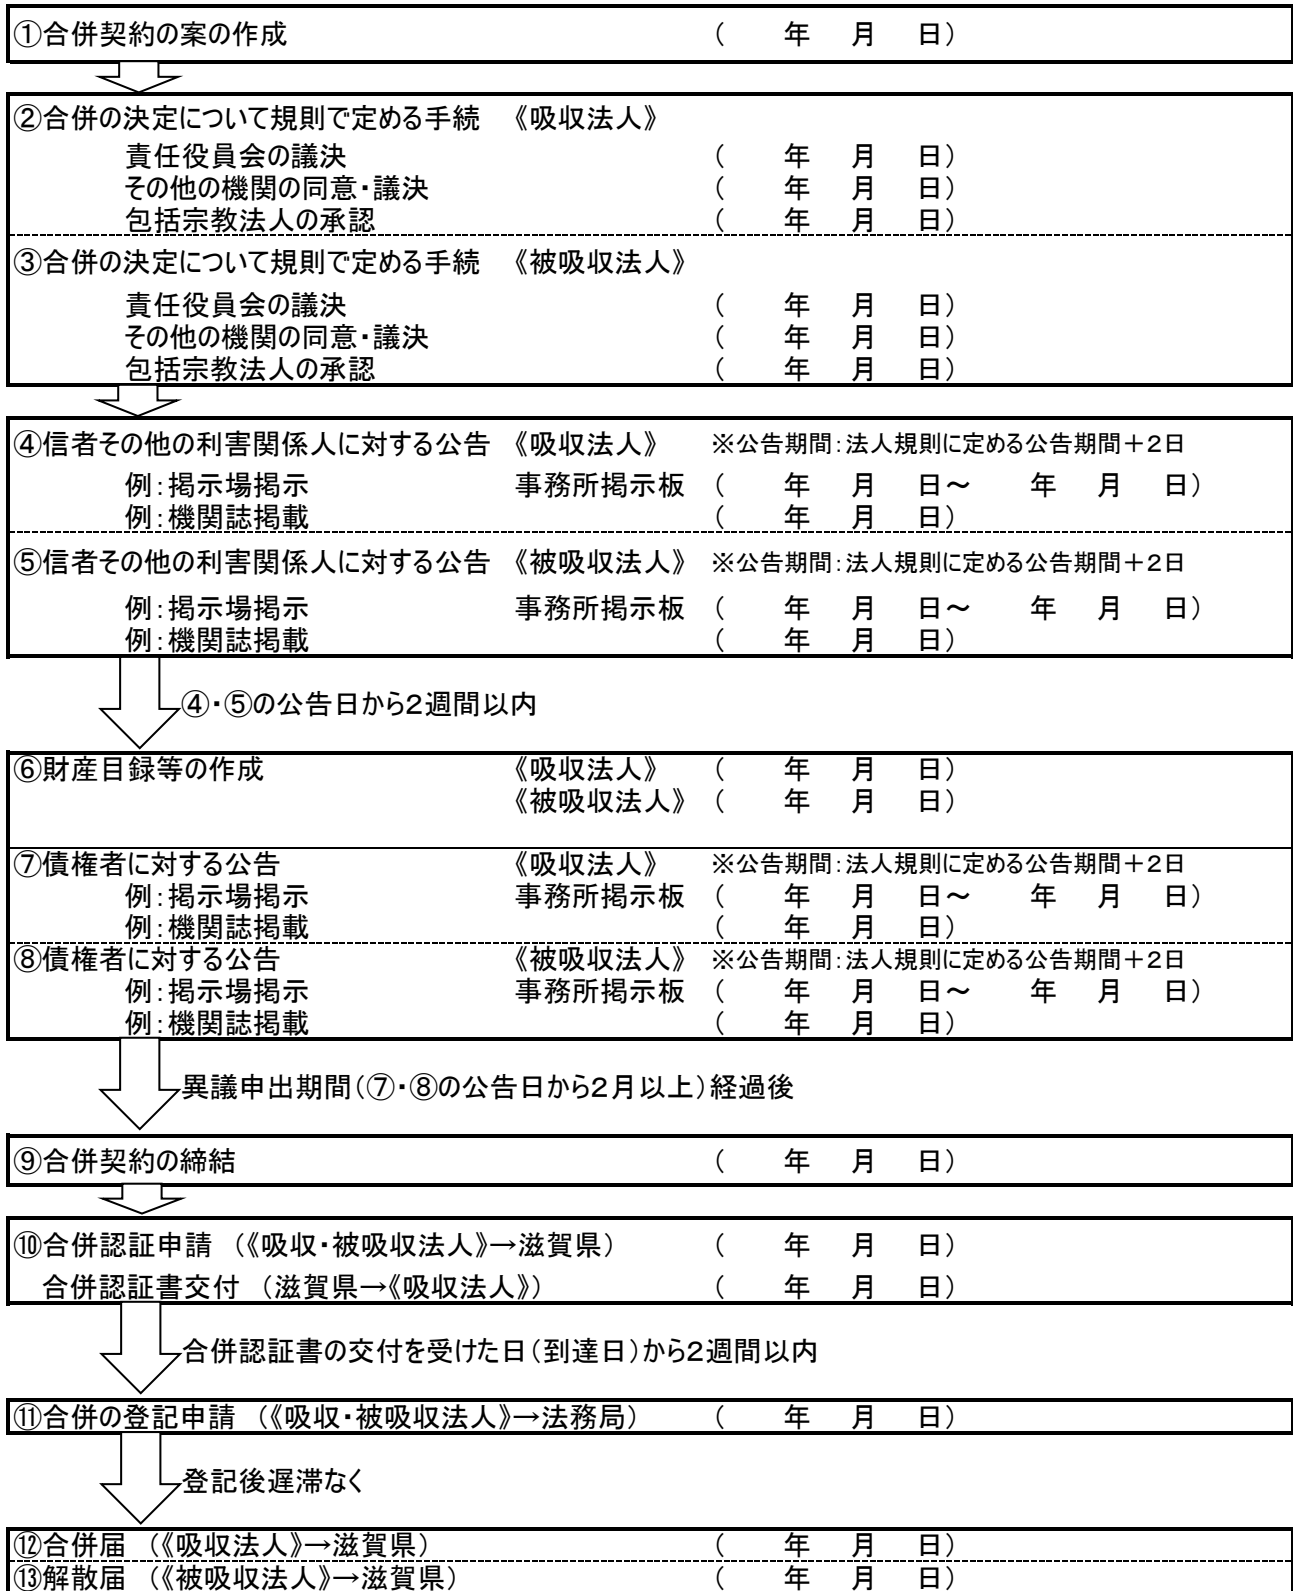 ①合併契約の案の作成 （ 年 月 日）
②合併の決定について規則で定める手続 《吸収法人》
責任役員会の議決 （ 年 月 日）
その他の機関の同意・議決 （ 年 月 日）
包括宗教法人の承認 （ 年 月 日）
③合併の決定について規則で定める手続 《被吸収法人》
責任役員会の議決 （ 年 月 日）
その他の機関の同意・議決 （ 年 月 日）
包括宗教法人の承認 （ 年 月 日）
④信者その他の利害関係人に対する公告 《吸収法人》 ※公告期間：法人規則に定める公告期間＋２日
例：掲示場掲示 事務所掲示板 （ 年 月 日～ 年 月 日）
例：機関誌掲載 （ 年 月 日）
⑤信者その他の利害関係人に対する公告 《被吸収法人》 ※公告期間：法人規則に定める公告期間＋２日
例：掲示場掲示 事務所掲示板 （ 年 月 日～ 年 月 日）
例：機関誌掲載 （ 年 月 日）
④・⑤の公告日から２週間以内
⑥財産目録等の作成 《吸収法人》 （ 年 月 日）
《被吸収法人》 （ 年 月 日）
⑦債権者に対する公告 《吸収法人》 ※公告期間：法人規則に定める公告期間＋２日
例：掲示場掲示 事務所掲示板 （ 年 月 日～ 年 月 日）
例：機関誌掲載 （ 年 月 日）
⑧債権者に対する公告 《被吸収法人》 ※公告期間：法人規則に定める公告期間＋２日
例：掲示場掲示 事務所掲示板 （ 年 月 日～ 年 月 日）
例：機関誌掲載 （ 年 月 日）
異議申出期間（⑦・⑧の公告日から２月以上）経過後
⑨合併契約の締結 （ 年 月 日）
⑩合併認証申請 （《吸収・被吸収法人》→滋賀県） （ 年 月 日）
合併認証書交付 （滋賀県→《吸収法人》） （ 年 月 日）
合併認証書の交付を受けた日（到達日）から２週間以内
⑪合併の登記申請 （《吸収・被吸収法人》→法務局） （ 年 月 日）
登記後遅滞なく
⑫合併届 （《吸収法人》→滋賀県） （ 年 月 日）
⑬解散届 （《被吸収法人》→滋賀県） （ 年 月 日）